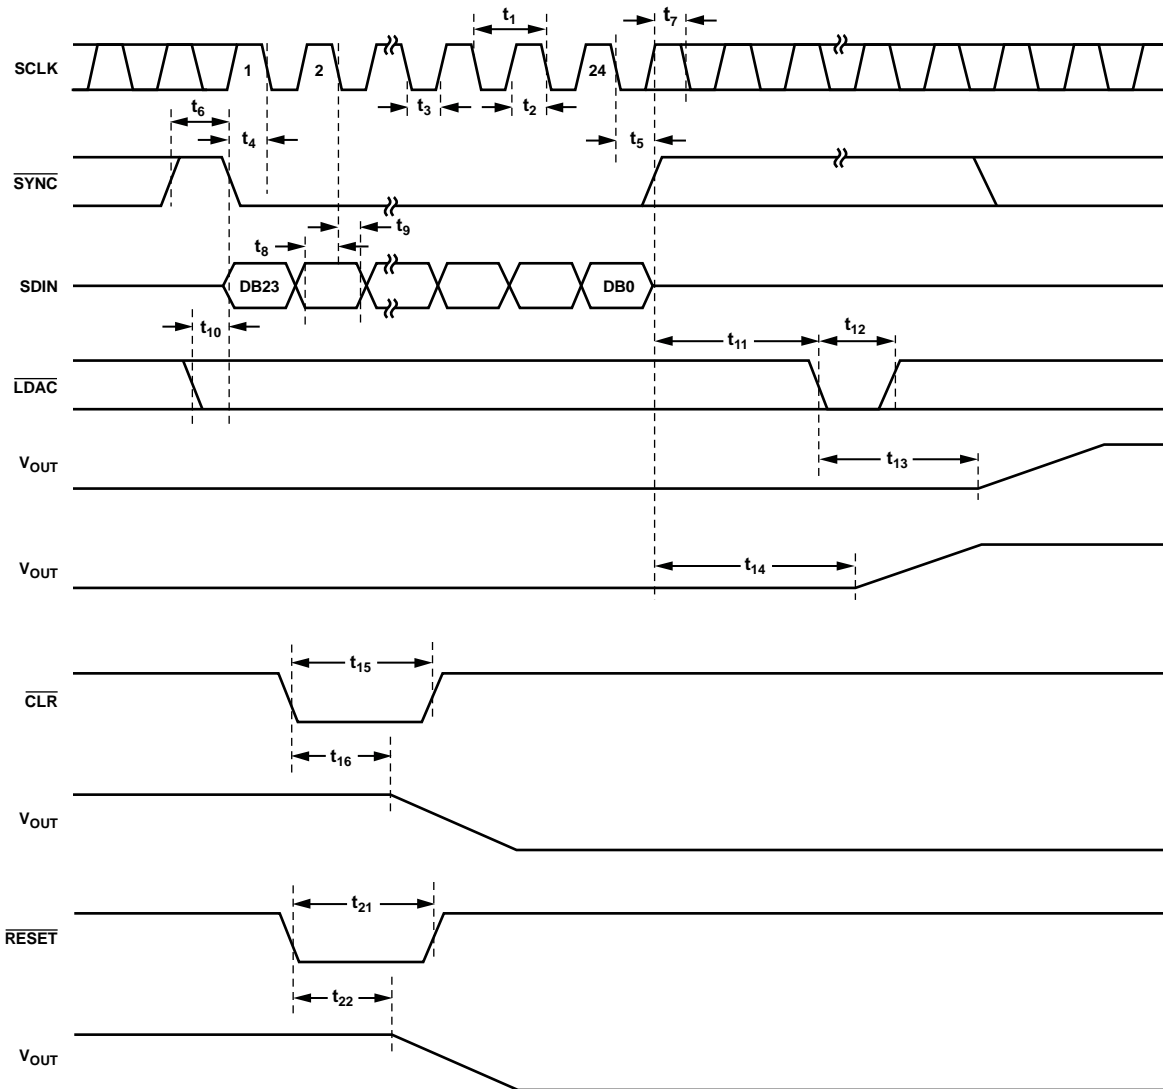 t1
t7
SCLK
1
2
24
t3
t2
t6
t4
t5
SYNC
t9
t8
SDIN
DB23
DB0
t10
t11
t12
LDAC
VOUT
t13
VOUT
t14
t15
CLR
t16
VOUT
t21
RESET
t22
VOUT